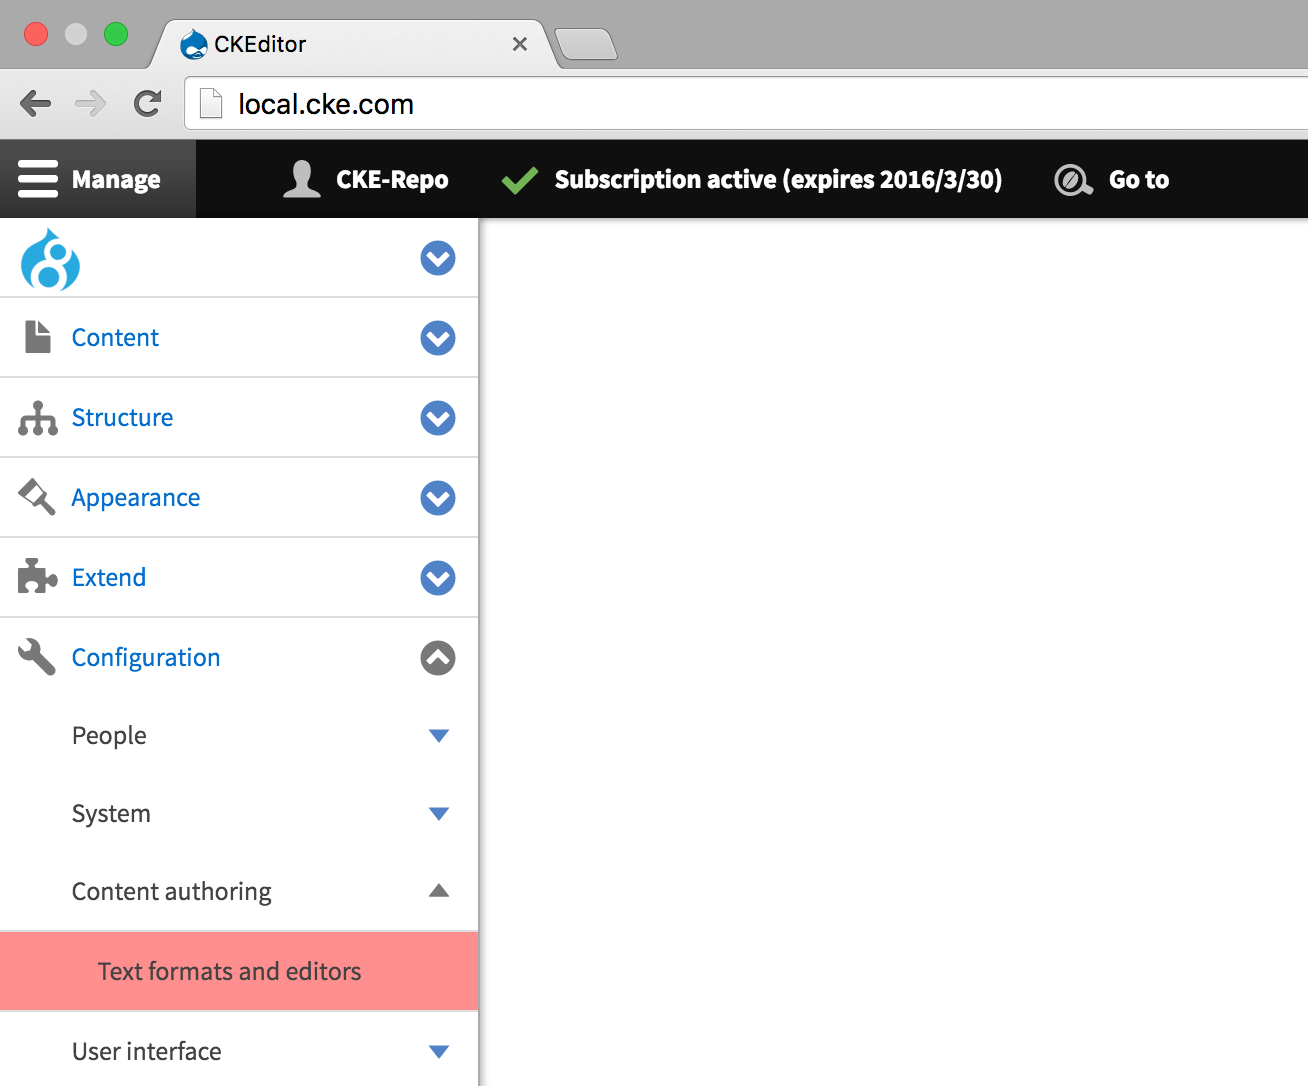 CKEditor
local.cke.com
Manage
CKE-Repo
Subscription active (expires 2016/3/30)
Go to
Content
Structure
Appearance
Extend
Configuration
People
System
Content authoring
Text formats and editors
User interface